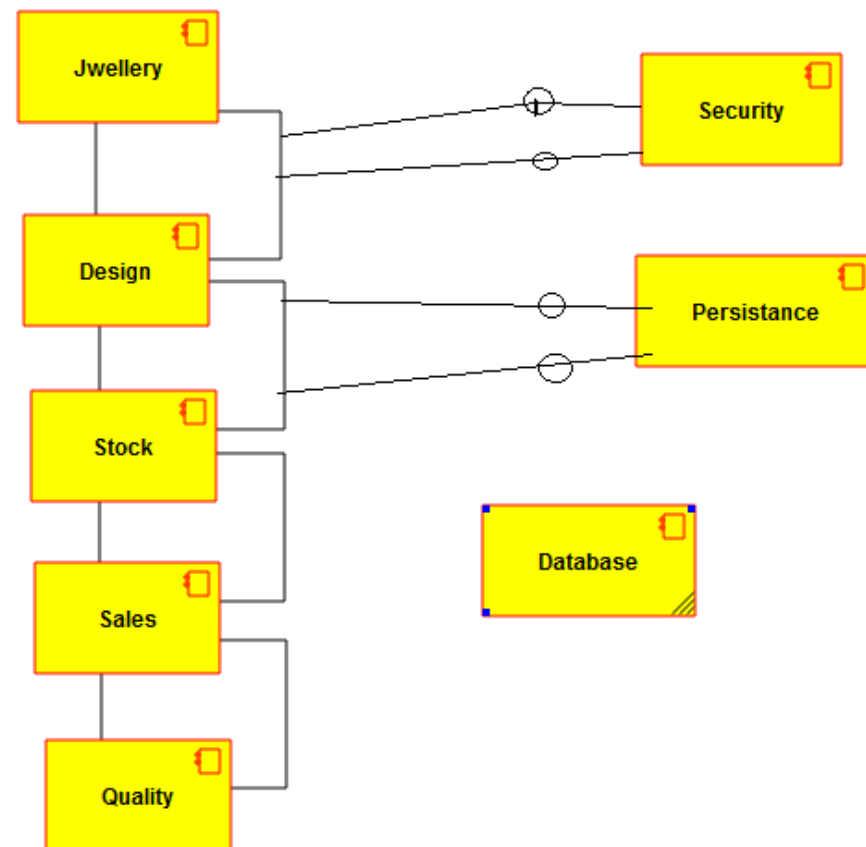 Jwellery
Security
Design
Persistance
Stock
Database
Sales
Quality